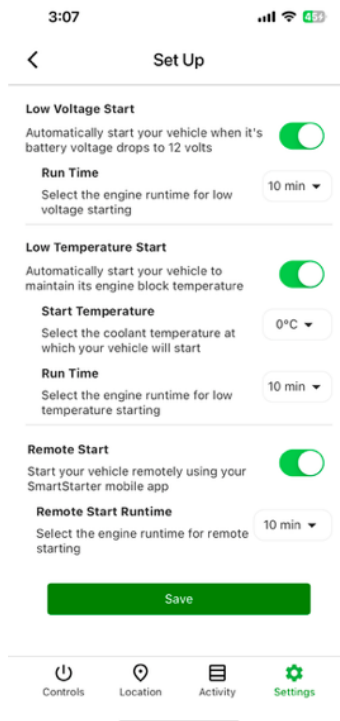 3:07
45
Set Up
Low Voltage Start
Automatically start your vehicle when it's
battery voltage drops to 12 volts
Run Time
Select the engine runtime for low
voltage starting
10 min
Low Temperature Start
Automatically start your vehicle to
maintain its engine block temperature
Start Temperature
Select the coolant temperature at
which your vehicle will start
0°C
Run Time
Select the engine runtime for low
temperature starting
10 min
Remote Start
Start your vehicle remotely using your
SmartStarter mobile app
Remote Start Runtime
Select the engine runtime for remote
starting
10 min
Save
Controls
Location
Activity
Settings